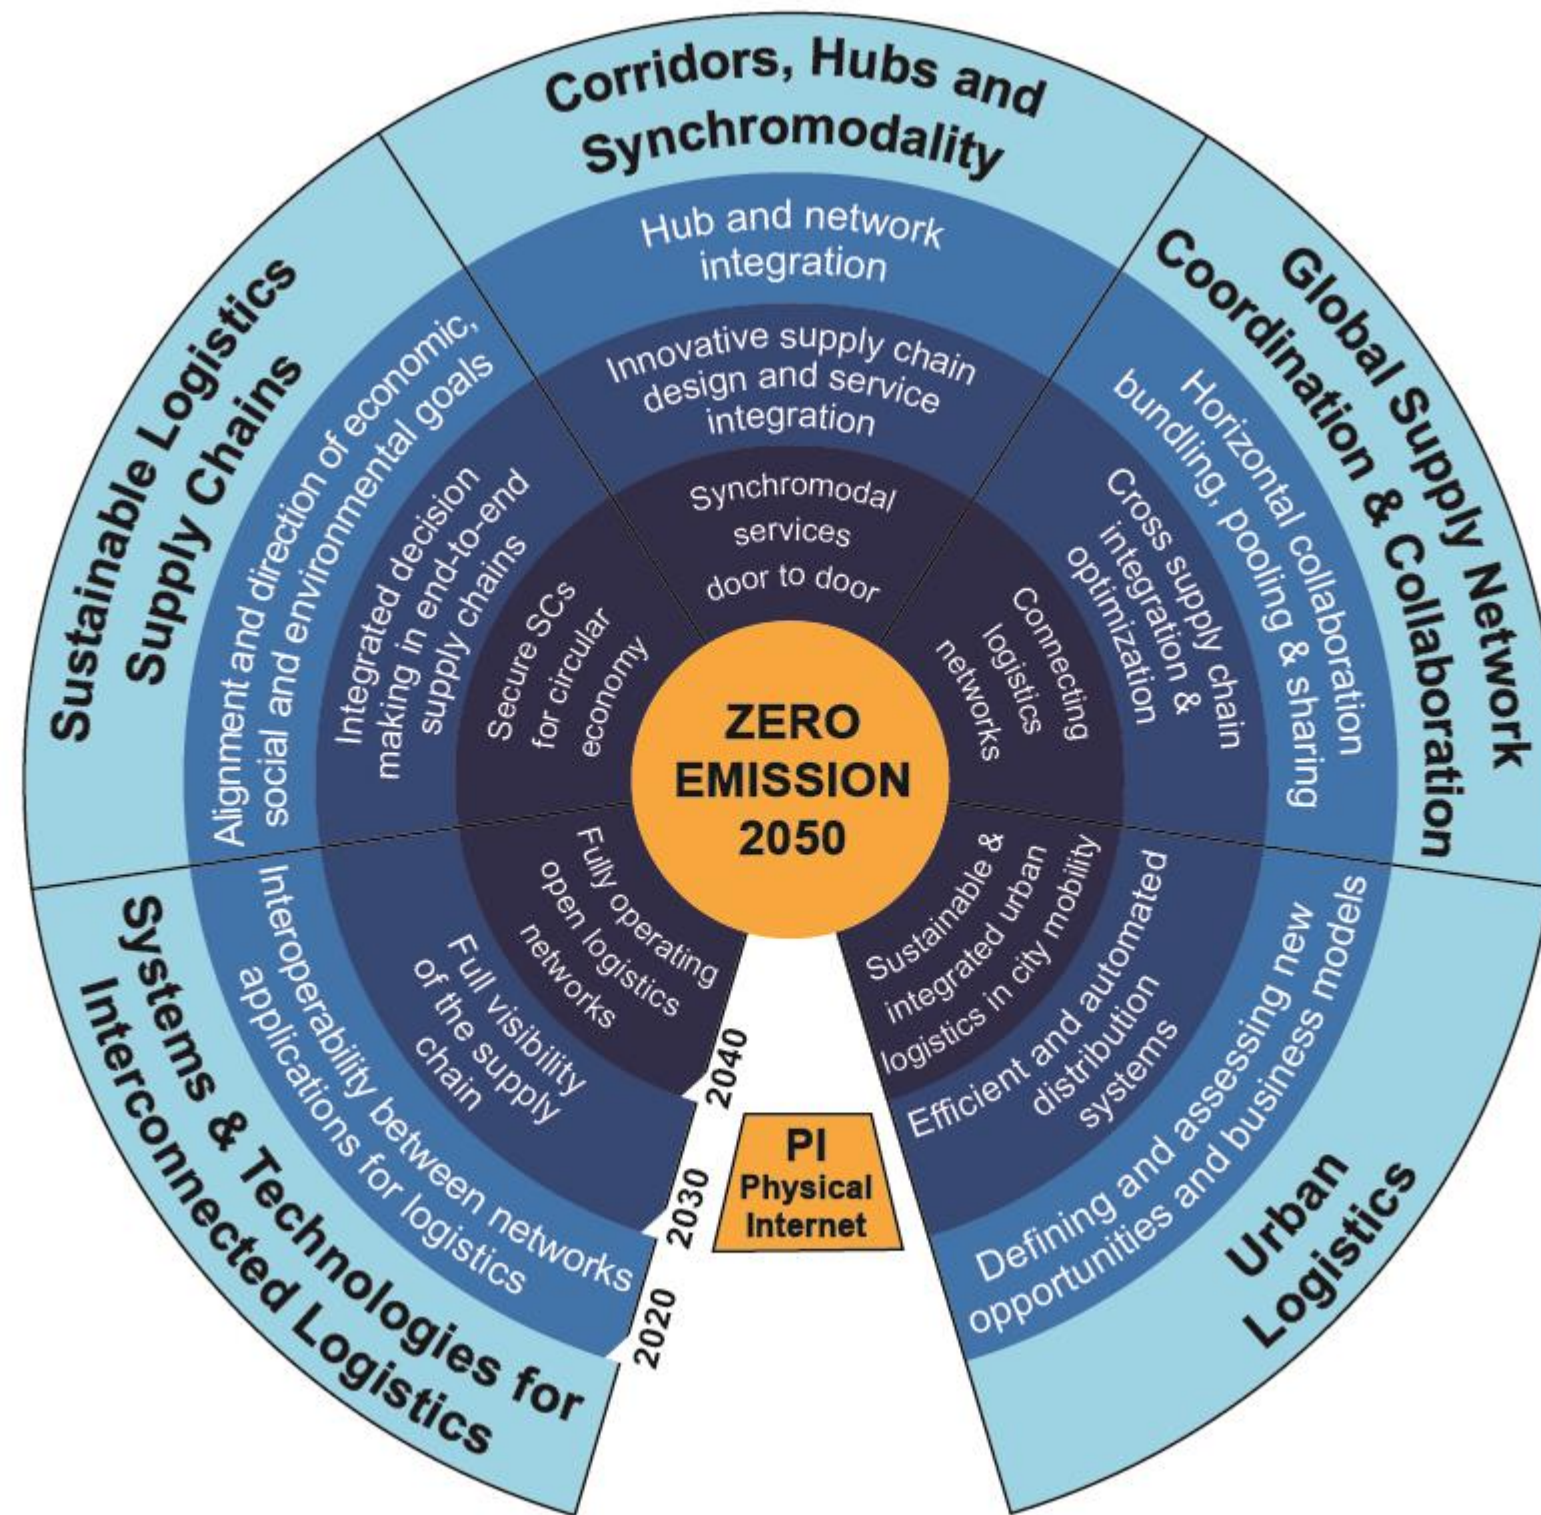 Corridors, Hubs and
Synchromodality
Hub and network
integration
Innovative supply chain
design and service
integration
Synchromodal
services
door to door
Global Supply Network
Coordination & Collaboration
Horizontal collaboration
bundling, pooling & sharing
Cross supply chain
integration &
optimization
Connecting
logistics
networks
Urban
Logistics
Defining and assessing new
opportunities and business models
Efficient and automated
distribution
systems
Sustainable &
integrated urban
logistics in city mobility
Sustainable Logistics
Supply Chains
Alignment and direction of economic,
social and environmental goals
Integrated decision
making in end-to-end
supply chains
Secure SCs
for circular
economy
Systems & Technologies for
Interconnected Logistics
Interoperability between networks
applications for logistics
Full visibility
of the supply
chain
Fully operating
open logistics
networks
ZERO
EMISSION
2050
2040
2030
2020
PI
Physical
Internet